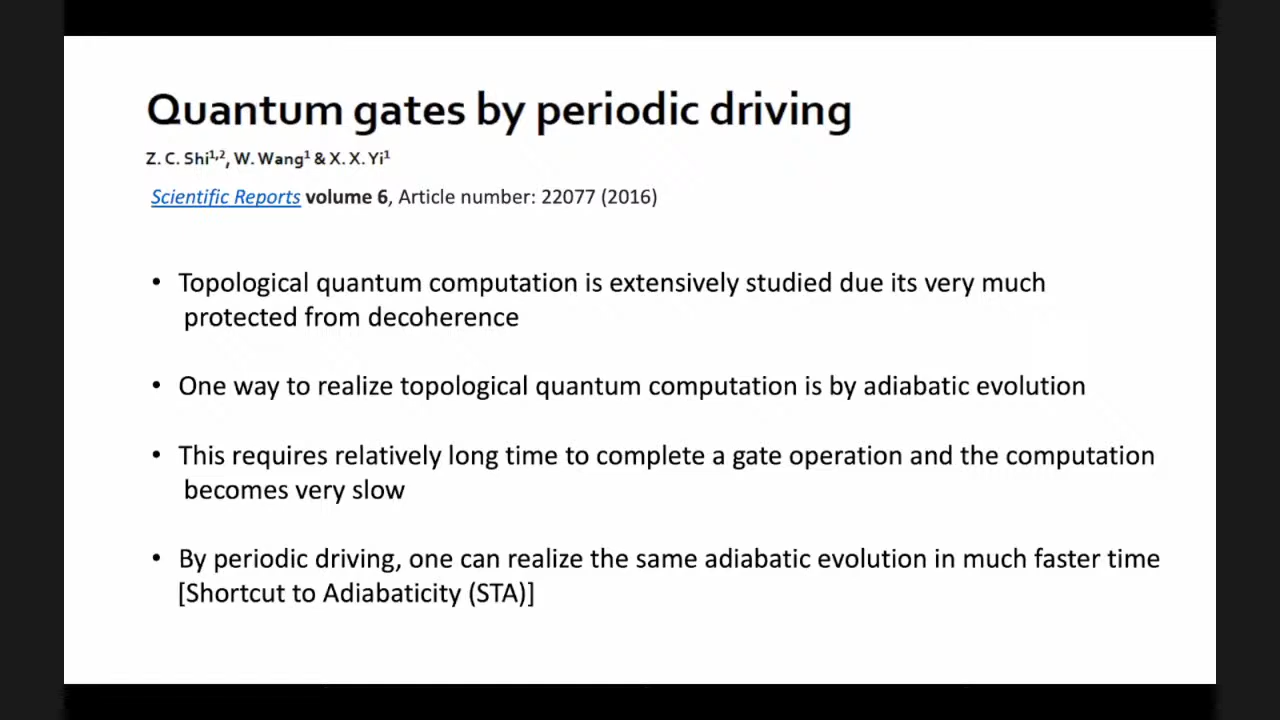 Quantum gates by periodic driving
Z. C. Shi¹,², W. Wang¹ & X. X. Yi¹
Scientific Reports volume 6, Article number: 22077 (2016)
• Topological quantum computation is extensively studied due its very much
protected from decoherence
• One way to realize topological quantum computation is by adiabatic evolution
• This requires relatively long time to complete a gate operation and the computation
becomes very slow
• By periodic driving, one can realize the same adiabatic evolution in much faster time
[Shortcut to Adiabaticity (STA)]